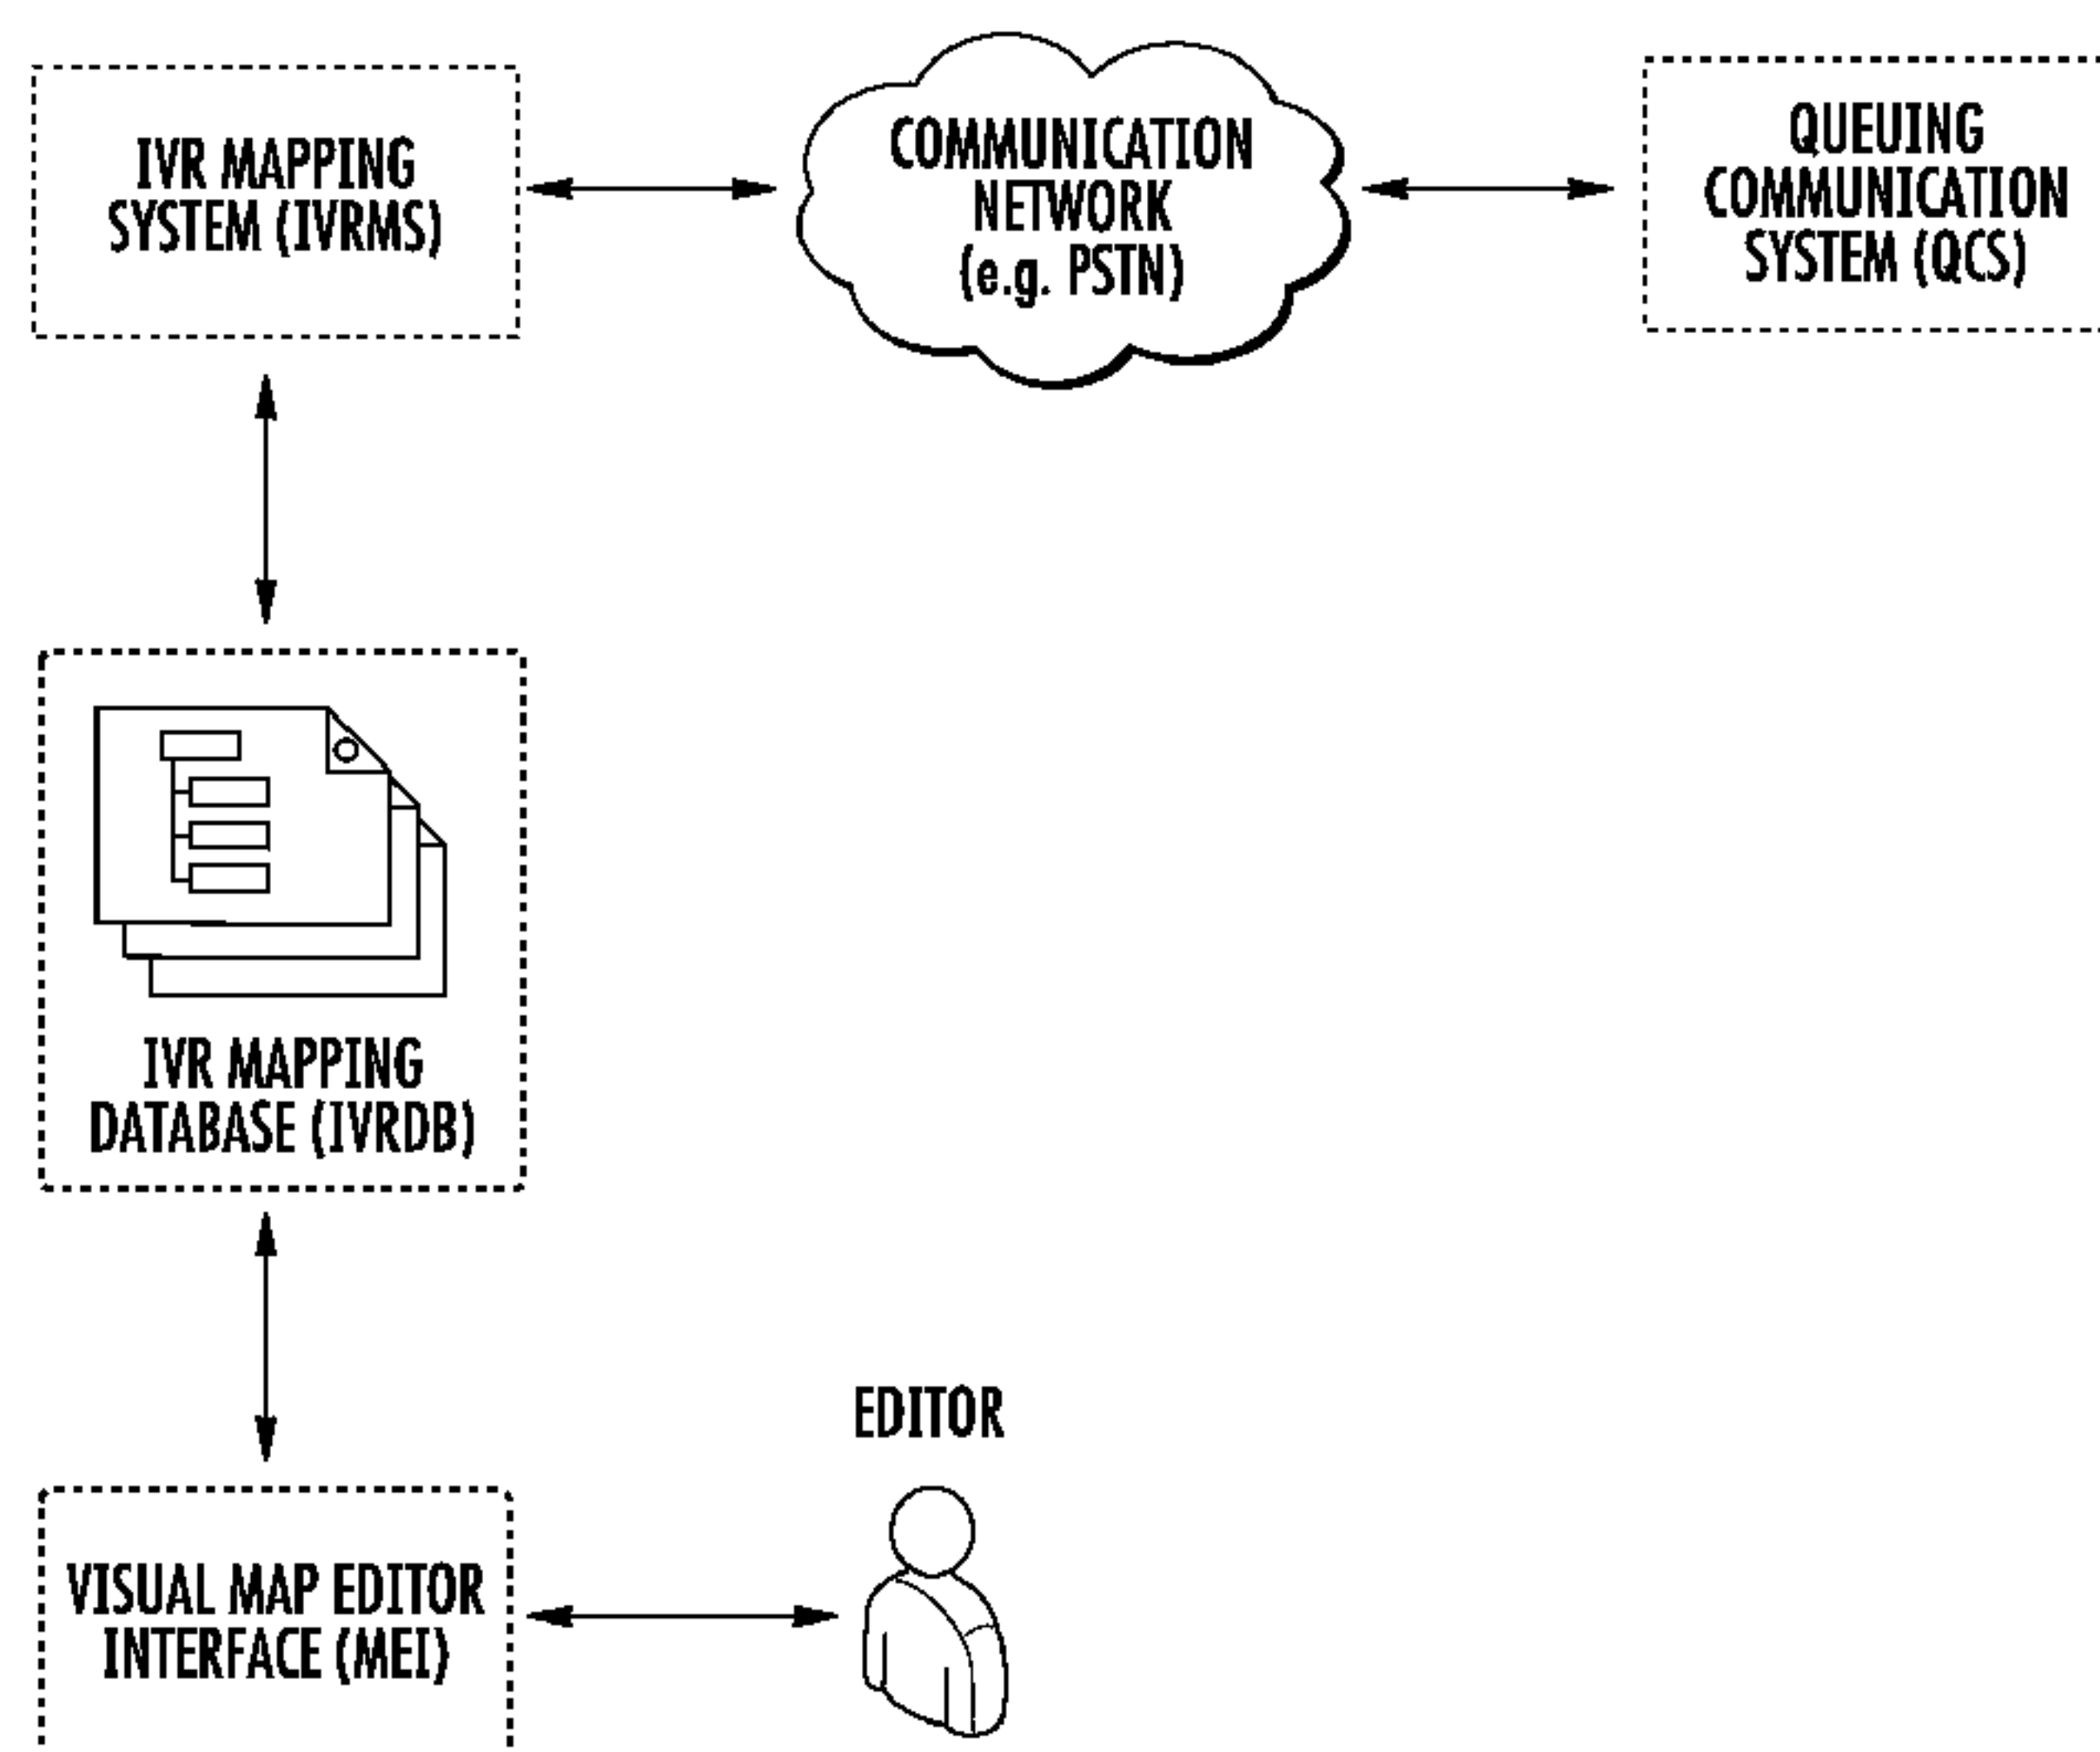 IVR MAPPING
SYSTEM (IVRMS)
COMMUNICATION
NETWORK
(e.g. PSTN)
QUEUING
COMMUNICATION
SYSTEM (QCS)
IVR MAPPING
DATABASE (IVRDB)
EDITOR
VISUAL MAP EDITOR
INTERFACE (MEI)